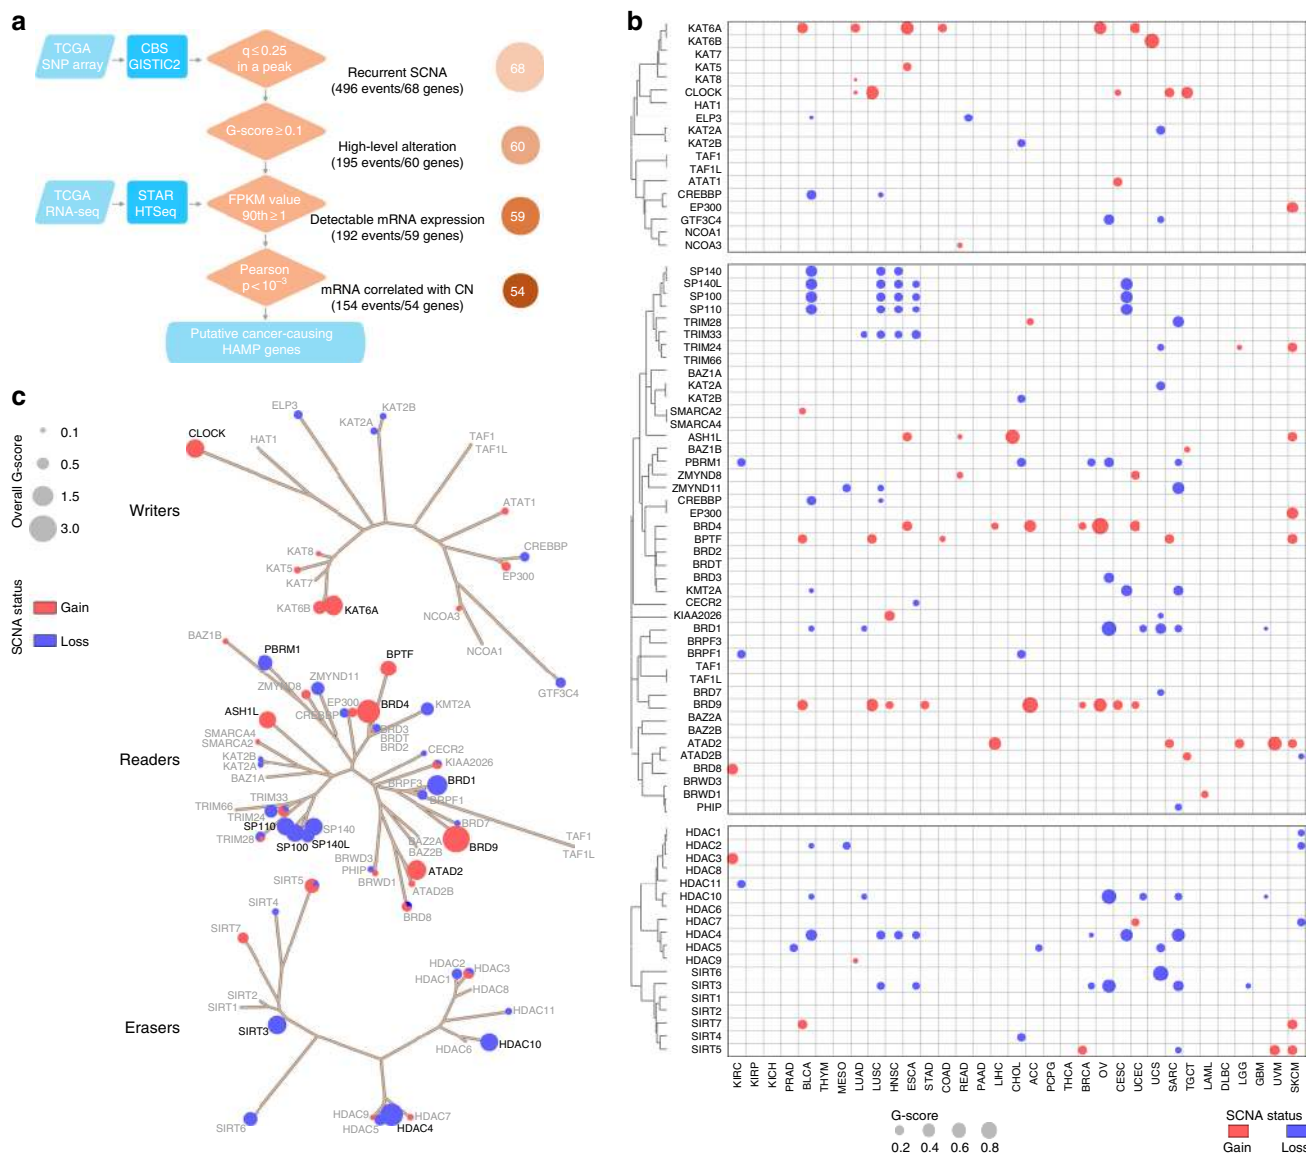 a
TCGA
SNP array
CBS
GISTIC2
q≤0.25
in a peak
Recurrent SCNA
(496 events/68 genes)
68
G-score≥0.1
High-level alteration
(195 events/60 genes)
60
TCGA
RNA-seq
STAR
HTSeq
FPKM value
90th≥1
Detectable mRNA expression
(192 events/59 genes)
59
Pearson
p<10⁻³
mRNA correlated with CN
(154 events/54 genes)
54
Putative cancer-causing
HAMP genes
b
KAT6A
KAT6B
KAT7
KAT5
KAT8
CLOCK
HAT1
ELP3
KAT2A
KAT2B
TAF1
TAF1L
ATAT1
CREBBP
EP300
GTF3C4
NCOA1
NCOA3
SP140
SP140L
SP100
SP110
TRIM28
TRIM33
TRIM24
TRIM66
BAZ1A
KAT2A
KAT2B
SMARCA2
SMARCA4
ASH1L
BAZ1B
PBRM1
ZMYND8
ZMYND11
CREBBP
EP300
BRD4
BPTF
BRD2
BRDT
BRD3
KMT2A
CECR2
KIAA2026
BRD1
BRPF3
BRPF1
TAF1
TAF1L
BRD7
BRD9
BAZ2A
BAZ2B
ATAD2
ATAD2B
BRD8
BRWD3
BRWD1
PHIP
HDAC1
HDAC2
HDAC3
HDAC8
HDAC11
HDAC10
HDAC6
HDAC7
HDAC4
HDAC5
HDAC9
SIRT6
SIRT3
SIRT1
SIRT2
SIRT7
SIRT4
SIRT5
KIRC KIRP KICH PRAD BLCA THYM MESO LUAD LUSC HNSC ESCA STAD COAD READ PAAD LIHC CHOL ACC PCPG THCA BRCA OV CESC UCEC UCS SARC TGCT LAML DLBC LGG GBM UVM SKCM
G-score
0.2 0.4 0.6 0.8
SCNA status
Gain Loss
c
Overall G-score
0.1
0.5
1.5
3.0
SCNA status
Gain
Loss
Writers
CLOCK
HAT1
ELP3
KAT2A
KAT2B
TAF1
TAF1L
ATAT1
CREBBP
EP300
KAT8
KAT5
KAT7
KAT6B
KAT6A
NCOA3
NCOA1
GTF3C4
Readers
BAZ1B
PBRM1
ZMYND8
ZMYND11
BPTF
EP300
CREBBP
BRD4
KMT2A
BRD3
BRDT
BRD2
ASH1L
SMARCA4
SMARCA2
KAT2B
KAT2A
BAZ1A
CECR2
KIAA2026
BRPF3
BRD1
BRPF1
TRIM33
TRIM66
TRIM24
SP110
TRIM28
SP100
SP140
SP140L
BRD7
BAZ2A
BAZ2B
BRD9
TAF1
TAF1L
BRWD3
PHIP
BRWD1
ATAD2
ATAD2B
BRD8
Erasers
SIRT5
SIRT4
SIRT7
SIRT2
SIRT1
SIRT3
SIRT6
HDAC2
HDAC1
HDAC3
HDAC8
HDAC11
HDAC6
HDAC10
HDAC9
HDAC5
HDAC7
HDAC4